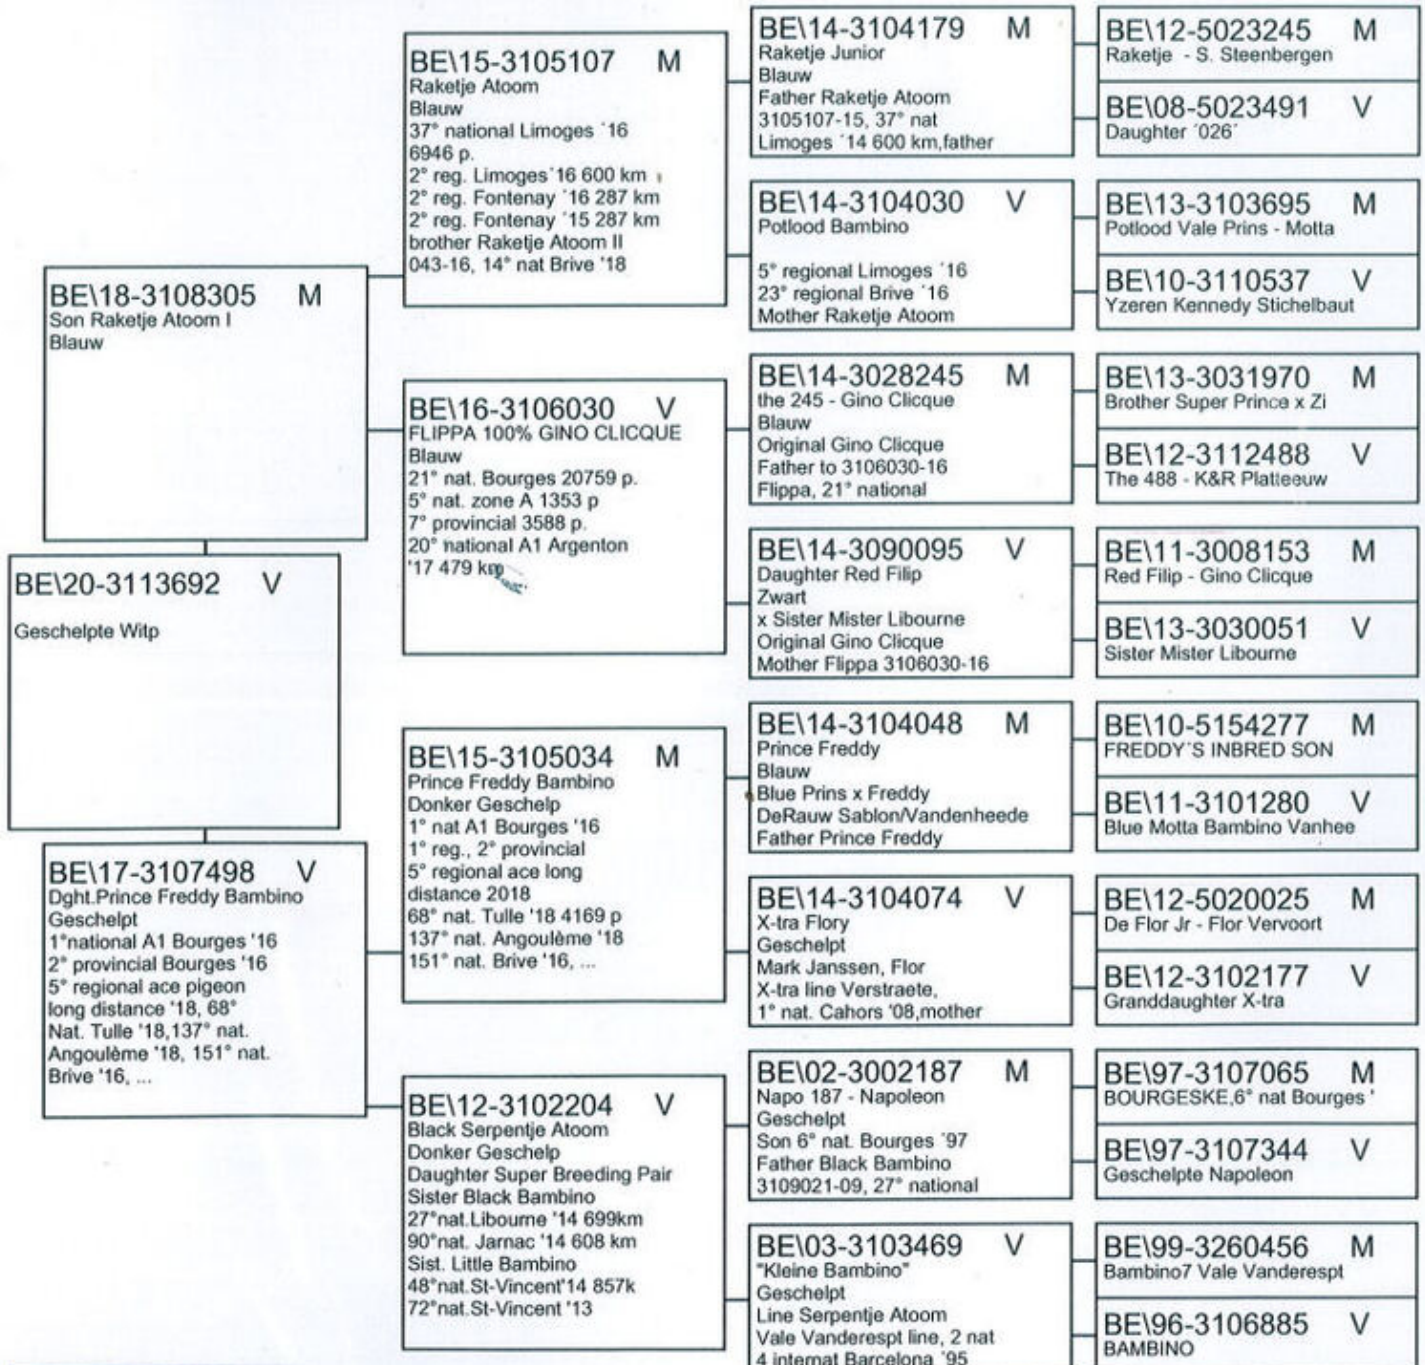 BE\20-3113692 V
Geschelpte Witp
BE\18-3108305 M
Son Raketje Atoom I
Blauw
BE\17-3107498 V
Dght.Prince Freddy Bambino
Geschelpt
1°national A1 Bourges '16
2° provincial Bourges '16
5° regional ace pigeon
long distance '18, 68°
Nat. Tulle '18,137° nat.
Angoulème '18, 151° nat.
Brive '16, ...
BE\15-3105107 M
Raketje Atoom
Blauw
37° national Limoges ´16
6946 p.
2° reg. Limoges´16 600 km
2° reg. Fontenay ´16 287 km
2° reg. Fontenay ´15 287 km
brother Raketje Atoom II
043-16, 14° nat Brive '18
BE\16-3106030 V
FLIPPA 100% GINO CLICQUE
Blauw
21° nat. Bourges 20759 p.
5° nat. zone A 1353 p
7° provincial 3588 p.
20° national A1 Argenton
'17 479 km
BE\15-3105034 M
Prince Freddy Bambino
Donker Geschelp
1° nat A1 Bourges '16
1° reg., 2° provincial
5° regional ace long
distance 2018
68° nat. Tulle '18 4169 p
137° nat. Angoulème '18
151° nat. Brive '16, ...
BE\12-3102204 V
Black Serpentje Atoom
Donker Geschelp
Daughter Super Breeding Pair
Sister Black Bambino
27°nat.Libourne '14 699km
90°nat. Jarnac '14 608 km
Sist. Little Bambino
48°nat.St-Vincent'14 857k
72°nat.St-Vincent '13
BE\14-3104179 M
Raketje Junior
Blauw
Father Raketje Atoom
3105107-15, 37° nat
Limoges ´14 600 km,father
BE\14-3104030 V
Potlood Bambino
5° regional Limoges ´16
23° regional Brive ´16
Mother Raketje Atoom
BE\14-3028245 M
the 245 - Gino Clicque
Blauw
Original Gino Clicque
Father to 3106030-16
Flippa, 21° national
BE\14-3090095 V
Daughter Red Filip
Zwart
x Sister Mister Libourne
Original Gino Clicque
Mother Flippa 3106030-16
BE\14-3104048 M
Prince Freddy
Blauw
Blue Prins x Freddy
DeRauw Sablon/Vandenheede
Father Prince Freddy
BE\14-3104074 V
X-tra Flory
Geschelpt
Mark Janssen, Flor
X-tra line Verstraete,
1° nat. Cahors '08,mother
BE\02-3002187 M
Napo 187 - Napoleon
Geschelpt
Son 6° nat. Bourges ´97
Father Black Bambino
3109021-09, 27° national
BE\03-3103469 V
"Kleine Bambino"
Geschelpt
Line Serpentje Atoom
Vale Vanderespt line, 2 nat
4 internat Barcelona ´95
BE\12-5023245 M
Raketje - S. Steenbergen
BE\08-5023491 V
Daughter ´026´
BE\13-3103695 M
Potlood Vale Prins - Motta
BE\10-3110537 V
Yzeren Kennedy Stichelbaut
BE\13-3031970 M
Brother Super Prince x Zi
BE\12-3112488 V
The 488 - K&R Platteeuw
BE\11-3008153 M
Red Filip - Gino Clicque
BE\13-3030051 V
Sister Mister Libourne
BE\10-5154277 M
FREDDY´S INBRED SON
BE\11-3101280 V
Blue Motta Bambino Vanhee
BE\12-5020025 M
De Flor Jr - Flor Vervoort
BE\12-3102177 V
Granddaughter X-tra
BE\97-3107065 M
BOURGESKE,6° nat Bourges '
BE\97-3107344 V
Geschelpte Napoleon
BE\99-3260456 M
Bambino7 Vale Vanderespt
BE\96-3106885 V
BAMBINO